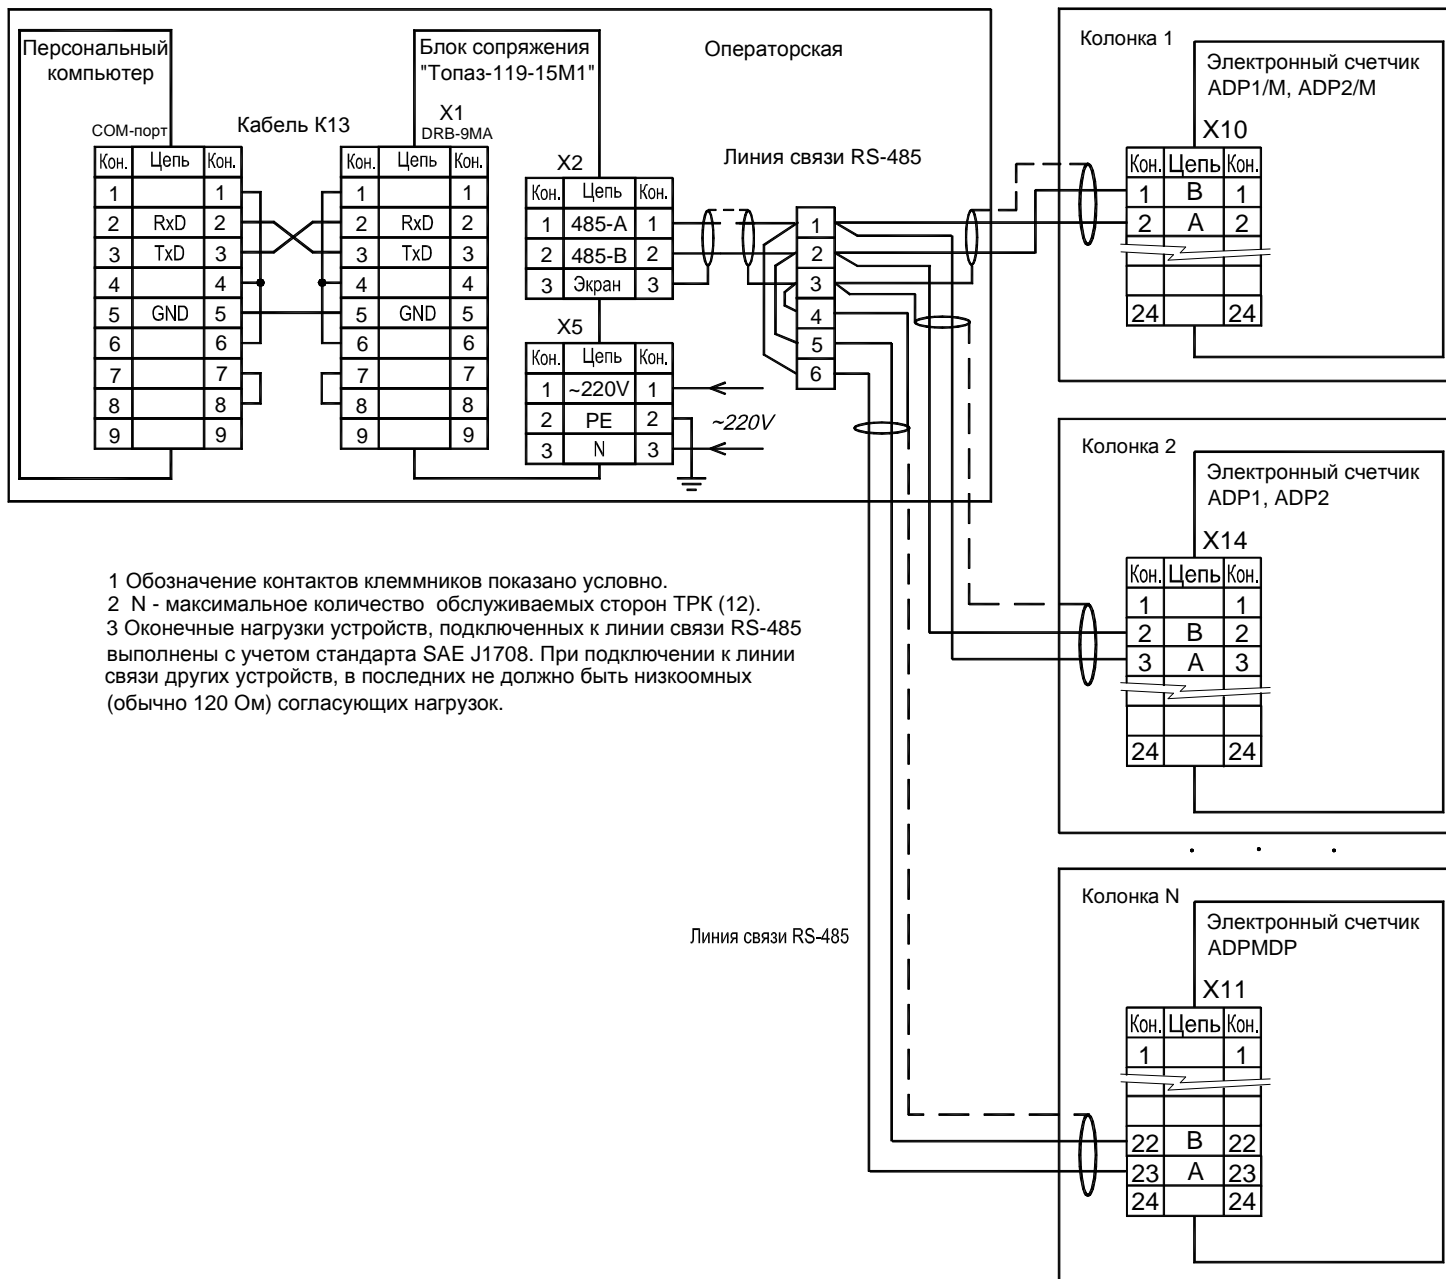 Персональный
компьютер
COM-порт
Кон. Цепь Кон.
1 1
2 RxD 2
3 TxD 3
4 4
5 GND 5
6 6
7 7
8 8
9 9
Кабель К13
Блок сопряжения
"Топаз-119-15М1"
X1
DRB-9MA
Кон. Цепь Кон.
1 1
2 RxD 2
3 TxD 3
4 4
5 GND 5
6 6
7 7
8 8
9 9
X2
Кон. Цепь Кон.
1 485-A 1
2 485-B 2
3 Экран 3
X5
Кон. Цепь Кон.
1 ~220V 1
2 PE 2
3 N 3
~220V
Операторская
Линия связи RS-485
1
2
3
4
5
6
Колонка 1
Электронный счетчик
ADP1/M, ADP2/M
X10
Кон. Цепь Кон.
1 B 1
2 A 2
24 24
Колонка 2
Электронный счетчик
ADP1, ADP2
X14
Кон. Цепь Кон.
1 1
2 B 2
3 A 3
24 24
. . .
Колонка N
Электронный счетчик
ADPMDP
X11
Кон. Цепь Кон.
1 1
22 B 22
23 A 23
24 24
Линия связи RS-485
1 Обозначение контактов клеммников показано условно.
2 N - максимальное количество обслуживаемых сторон ТРК (12).
3 Оконечные нагрузки устройств, подключенных к линии связи RS-485
выполнены с учетом стандарта SAE J1708. При подключении к линии
связи других устройств, в последних не должно быть низкоомных
(обычно 120 Ом) согласующих нагрузок.